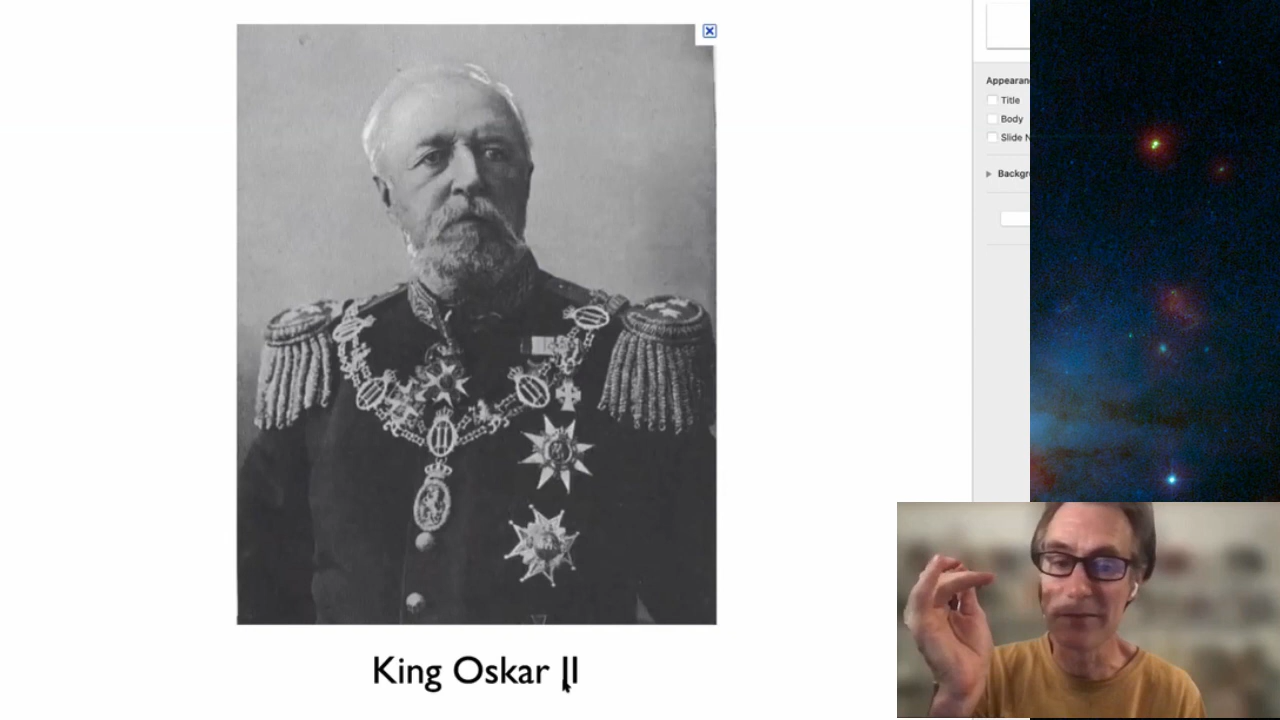 Appearan
Title
Body
Slide N
Backgr
King Oskar II